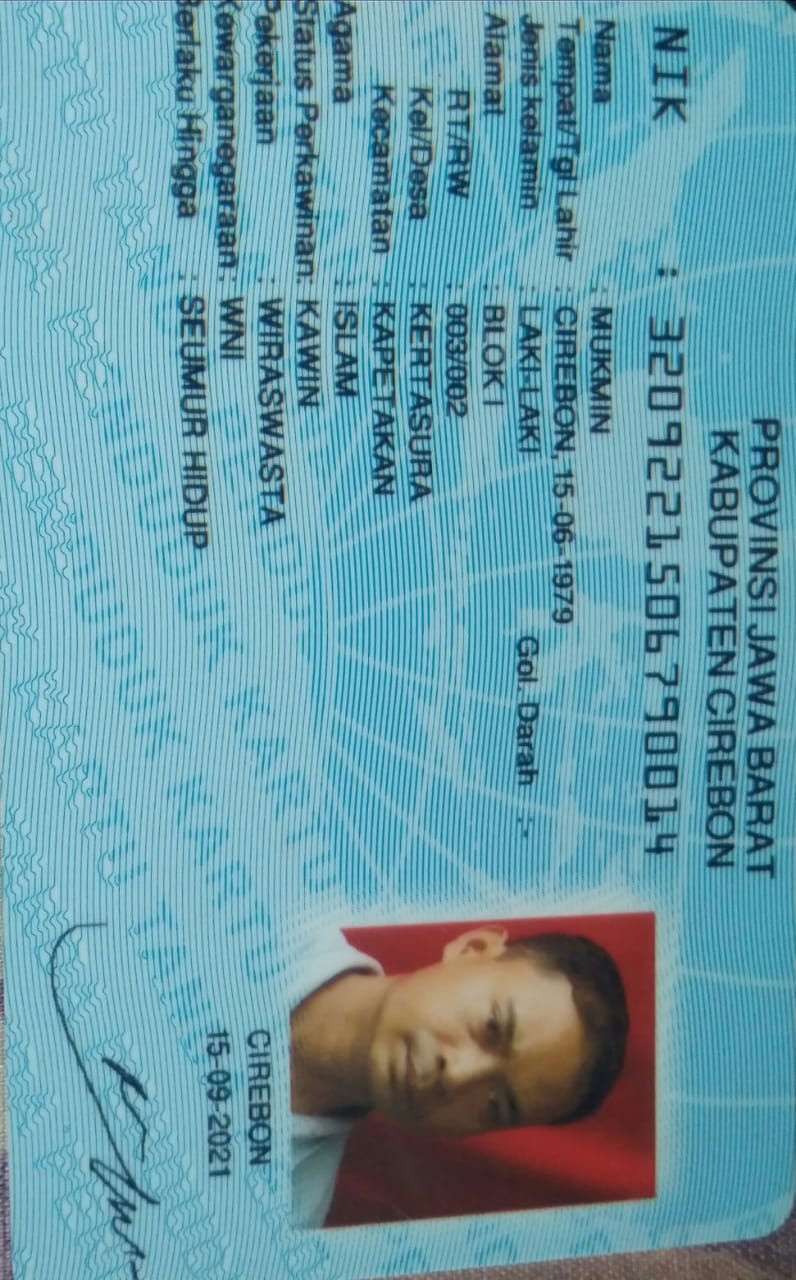 PROVINSI JAWA BARAT
KABUPATEN CIREBON
NIK : 3209221506790014
Nama : MUKMIN
Tempat/Tgl Lahir : CIREBON, 15-06-1979
Jenis kelamin : LAKI-LAKI Gol. Darah :-
Alamat : BLOK I
RT/RW : 003/002
Kel/Desa : KERTASURA
Kecamatan : KAPETAKAN
Agama : ISLAM
Status Perkawinan: KAWIN
Pekerjaan : WIRASWASTA
Kewarganegaraan: WNI
Berlaku Hingga : SEUMUR HIDUP
CIREBON
15-09-2021